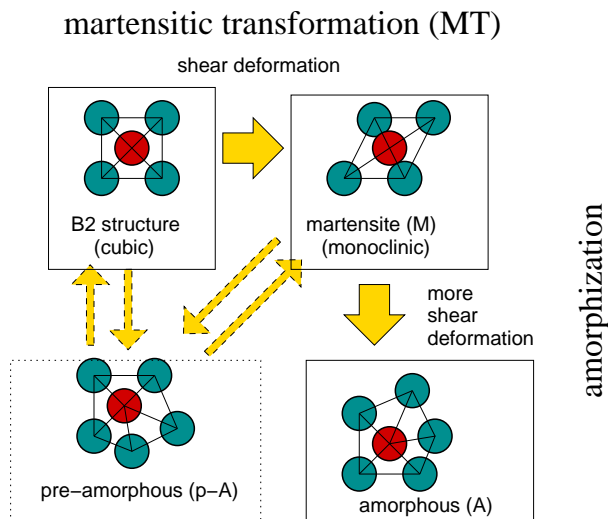 martensitic transformation (MT)
shear deformation
B2 structure
(cubic)
martensite (M)
(monoclinic)
more
shear
deformation
amorphization
pre−amorphous (p−A)
amorphous (A)